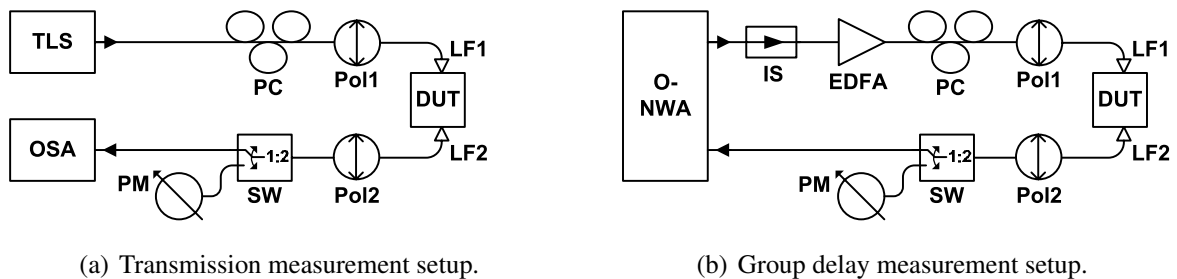 TLS
PC
Pol1
LF1
DUT
OSA
PM
SW
1:2
Pol2
LF2
(a) Transmission measurement setup.
O-
NWA
IS
EDFA
PC
Pol1
LF1
DUT
PM
SW
1:2
Pol2
LF2
(b) Group delay measurement setup.